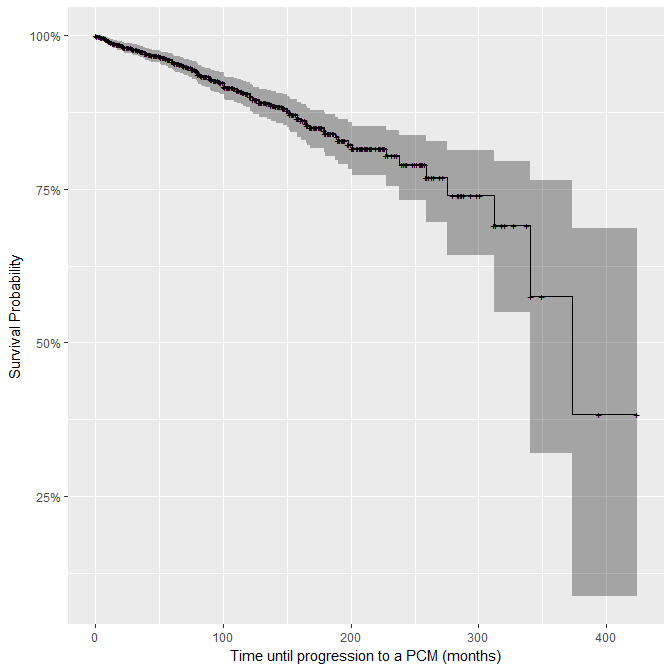 100%
75%
50%
25%
Survival Probability
0 100 200 300 400
Time until progression to a PCM (months)